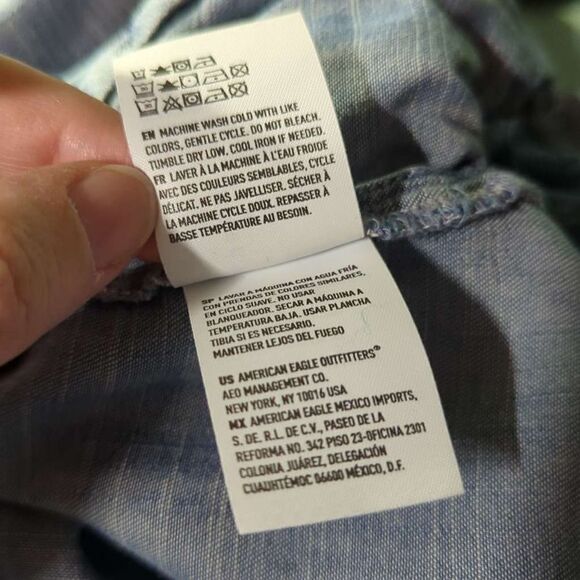 EN MACHINE WASH COLD WITH LIKE
COLORS, GENTLE CYCLE. DO NOT BLEACH.
TUMBLE DRY LOW, COOL IRON IF NEEDED.
FR LAVER À LA MACHINE À L'EAU FROIDE
AVEC DES COULEURS SEMBLABLES, CYCLE
DÉLICAT. NE PAS JAVELLISER. SÉCHER À
LA MACHINE CYCLE DOUX. REPASSER À
BASSE TEMPÉRATURE AU BESOIN.
SP LAVAR A MÁQUINA CON AGUA FRÍA
CON PRENDAS DE COLORES SIMILARES,
EN CICLO SUAVE. NO USAR
BLANQUEADOR. SECAR A MÁQUINA A
TEMPERATURA BAJA. USAR PLANCHA
TIBIA SI ES NECESARIO.
MANTENER LEJOS DEL FUEGO
US AMERICAN EAGLE OUTFITTERS®
AEO MANAGEMENT CO.
NEW YORK, NY 10016 USA
MX AMERICAN EAGLE MEXICO IMPORTS,
S. DE R.L. DE C.V., PASEO DE LA
REFORMA NO. 342 PISO 23-OFICINA 2301
COLONIA JUÁREZ, DELEGACIÓN
CUAUHTÉMOC 06600 MÉXICO, D.F.